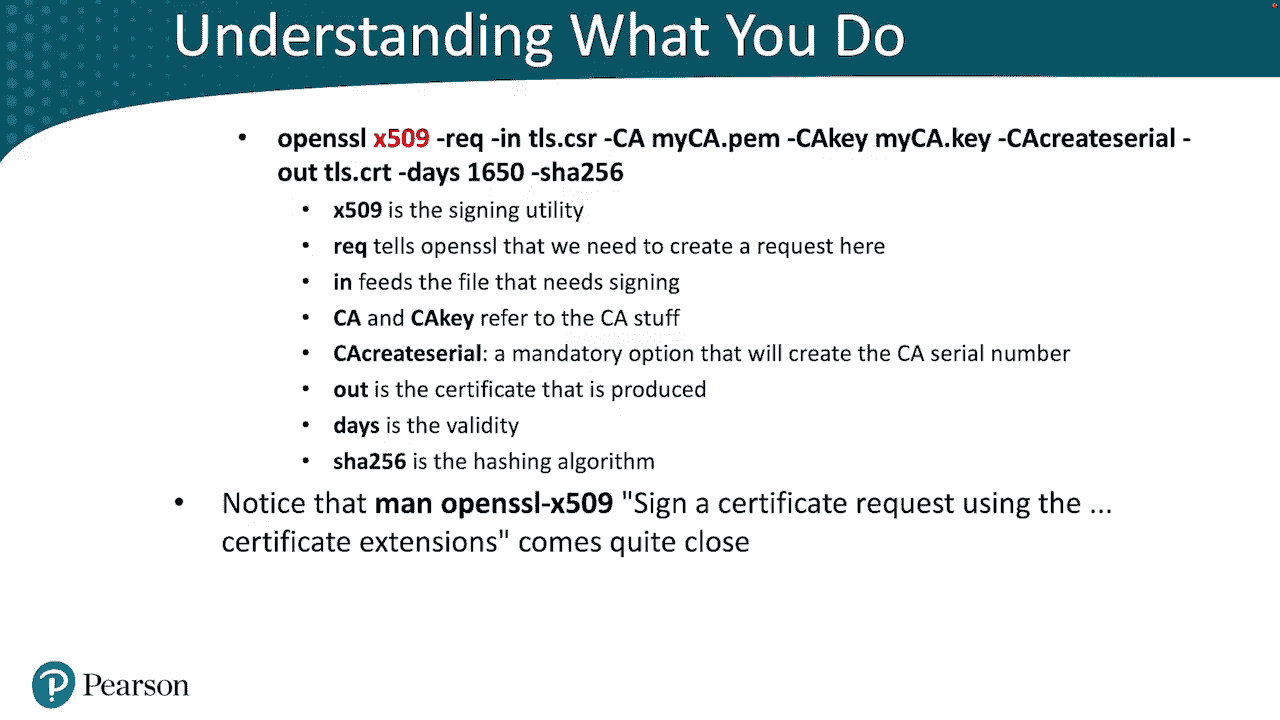 Understanding What You Do
• openssl x509 -req -in tls.csr -CA myCA.pem -CAkey myCA.key -CAcreateserial -
out tls.crt -days 1650 -sha256
• x509 is the signing utility
• req tells openssl that we need to create a request here
• in feeds the file that needs signing
• CA and CAkey refer to the CA stuff
• CAcreateserial: a mandatory option that will create the CA serial number
• out is the certificate that is produced
• days is the validity
• sha256 is the hashing algorithm
• Notice that man openssl-x509 "Sign a certificate request using the ...
certificate extensions" comes quite close
Pearson